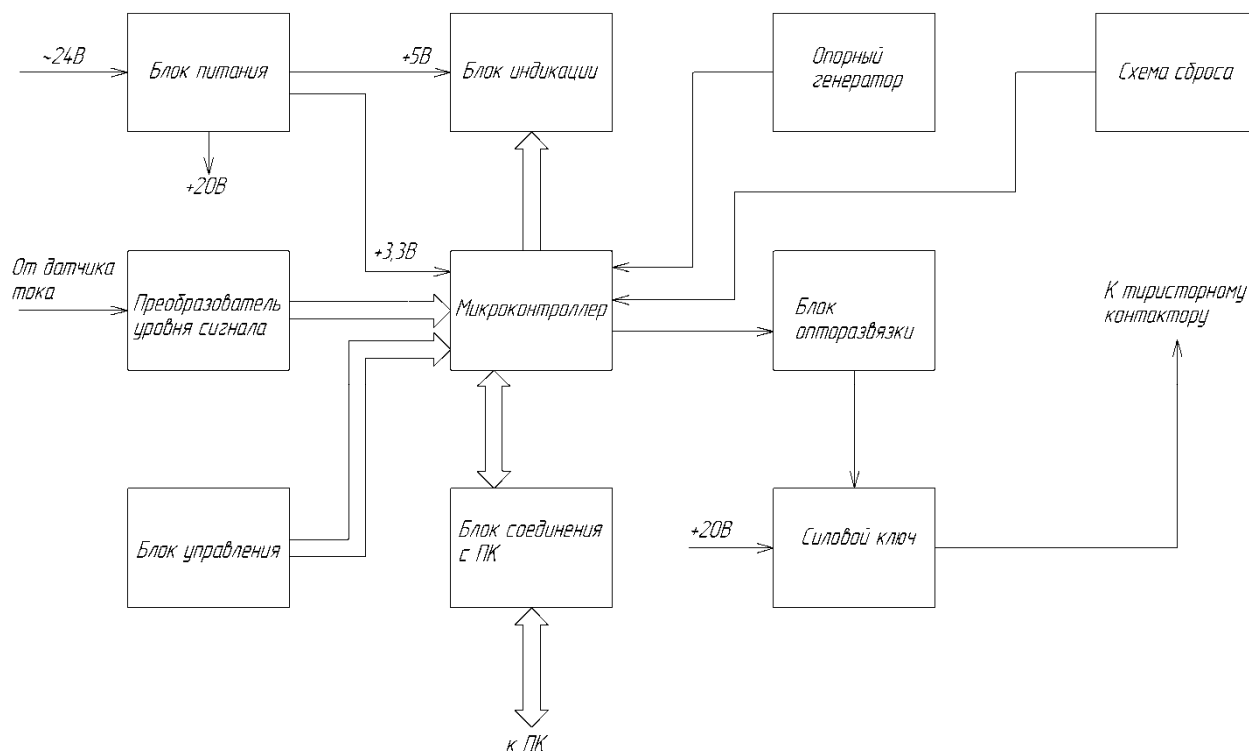 ~24В
Блок питания
+5В
Блок индикации
Опорный
генератор
Схема сброса
+20В
От датчика
тока
Преобразователь
уровня сигнала
+3,3В
Микроконтроллер
Блок
опторазвязки
К тиристорному
контактору
Блок управления
Блок соединения
с ПК
+20В
Силовой ключ
к ПК